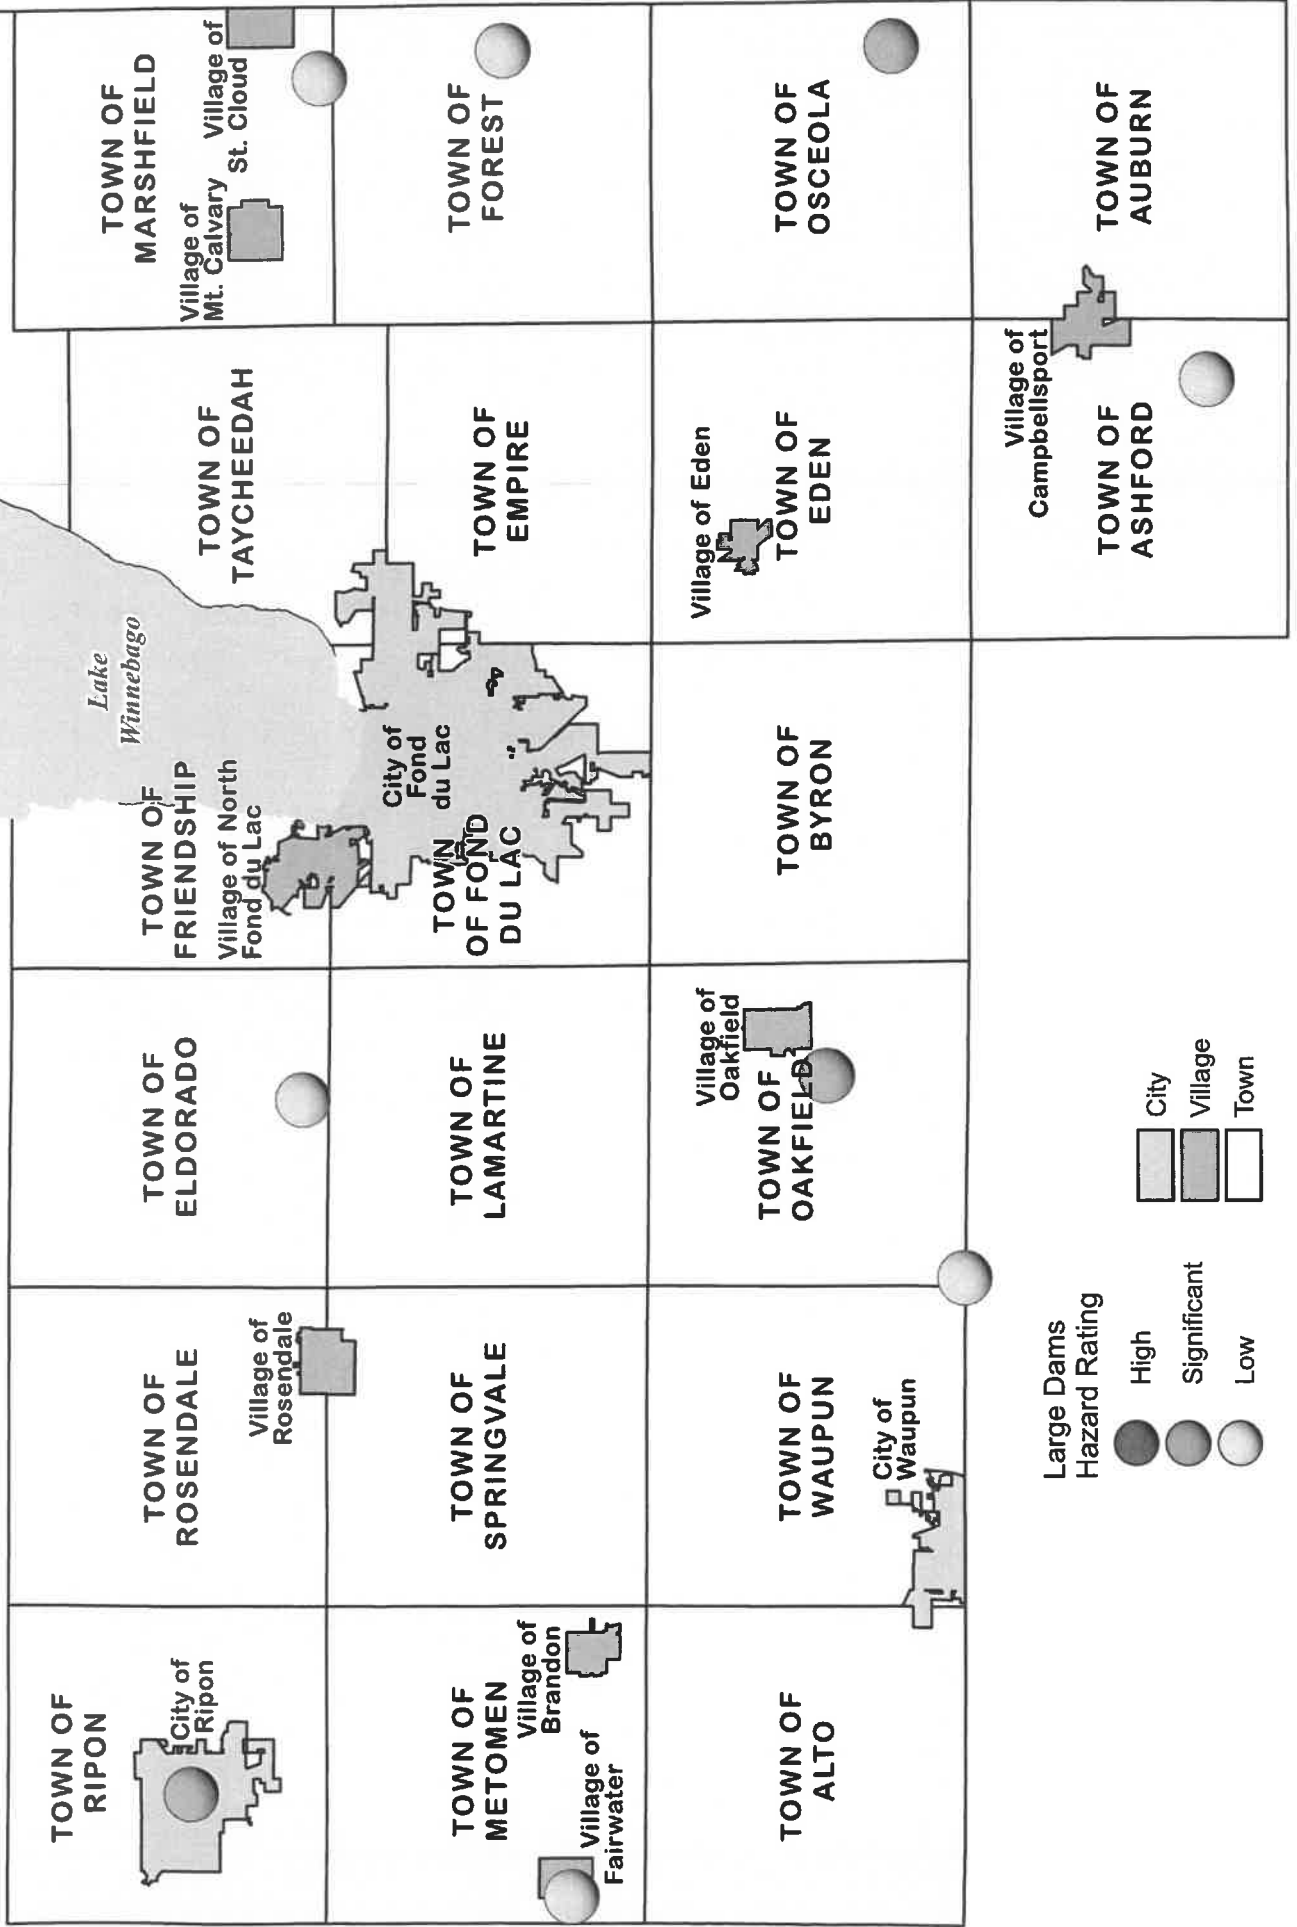 TOWN OF
RIPON
City of
Ripon
TOWN OF
ROSENDALE
Village of
Rosendale
TOWN OF
ELDORADO
TOWN OF
FRIENDSHIP
Village of North
Fond du Lac
Lake
Winnebago
TOWN OF
TAYCHEEDAH
TOWN OF
MARSHFIELD
Village of
Mt. Calvary
Village of
St. Cloud
TOWN OF
METOMEN
Village of
Brandon
Village of
Fairwater
TOWN OF
SPRINGVALE
TOWN OF
LAMARTINE
TOWN
OF FOND
DU LAC
City of
Fond
du Lac
TOWN OF
EMPIRE
TOWN OF
FOREST
TOWN OF
ALTO
TOWN OF
WAUPUN
City of
Waupun
TOWN OF
OAKFIELD
Village of
Oakfield
TOWN OF
BYRON
Village of Eden
TOWN OF
EDEN
TOWN OF
OSCEOLA
Village of
Campbellsport
TOWN OF
ASHFORD
TOWN OF
AUBURN
Large Dams
Hazard Rating
High
Significant
Low
City
Village
Town